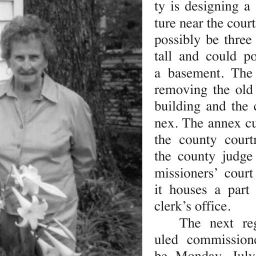 ty is designing a
ture near the court
possibly be three
tall and could po
a basement. The
removing the old
building and the c
nex. The annex cu
the county courtr
the county judge
missioners' court
it houses a part
clerk's office.
The next reg
uled commissione
be Monday, July